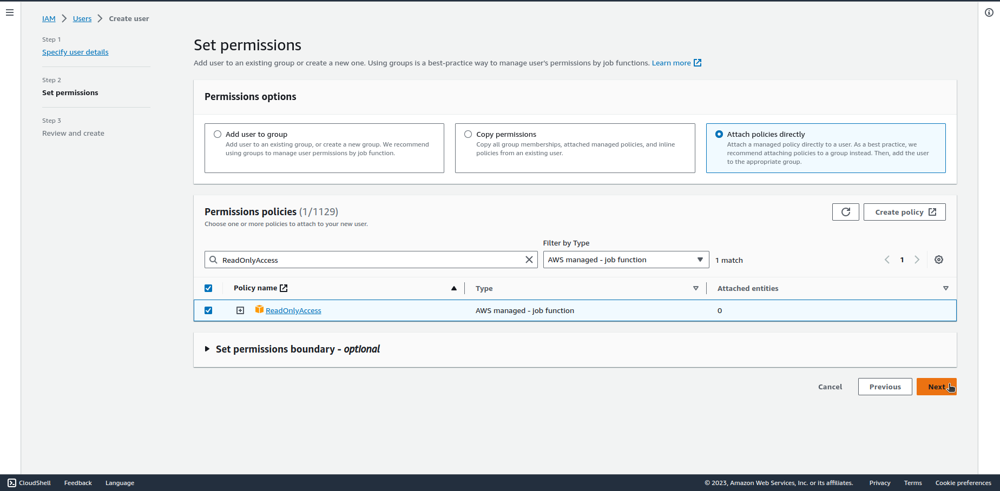 IAM > Users > Create user
Step 1
Specify user details
Step 2
Set permissions
Step 3
Review and create
Set permissions
Add user to an existing group or create a new one. Using groups is a best-practice way to manage user's permissions by job functions. Learn more
Permissions options
Add user to group
Add user to an existing group, or create a new group. We recommend
using groups to manage user permissions by job function.
Copy permissions
Copy all group memberships, attached managed policies, and inline
policies from an existing user.
Attach policies directly
Attach a managed policy directly to a user. As a best practice, we
recommend attaching policies to a group instead. Then, add the user
to the appropriate group.
Permissions policies (1/1129)
Choose one or more policies to attach to your new user.
Create policy
Filter by Type
ReadOnlyAccess
AWS managed - job function
1 match
1
Policy name
Type
Attached entities
ReadOnlyAccess
AWS managed - job function
0
Set permissions boundary - optional
Cancel
Previous
Next
CloudShell
Feedback
Language
© 2023, Amazon Web Services, Inc. or its affiliates.
Privacy
Terms
Cookie preferences